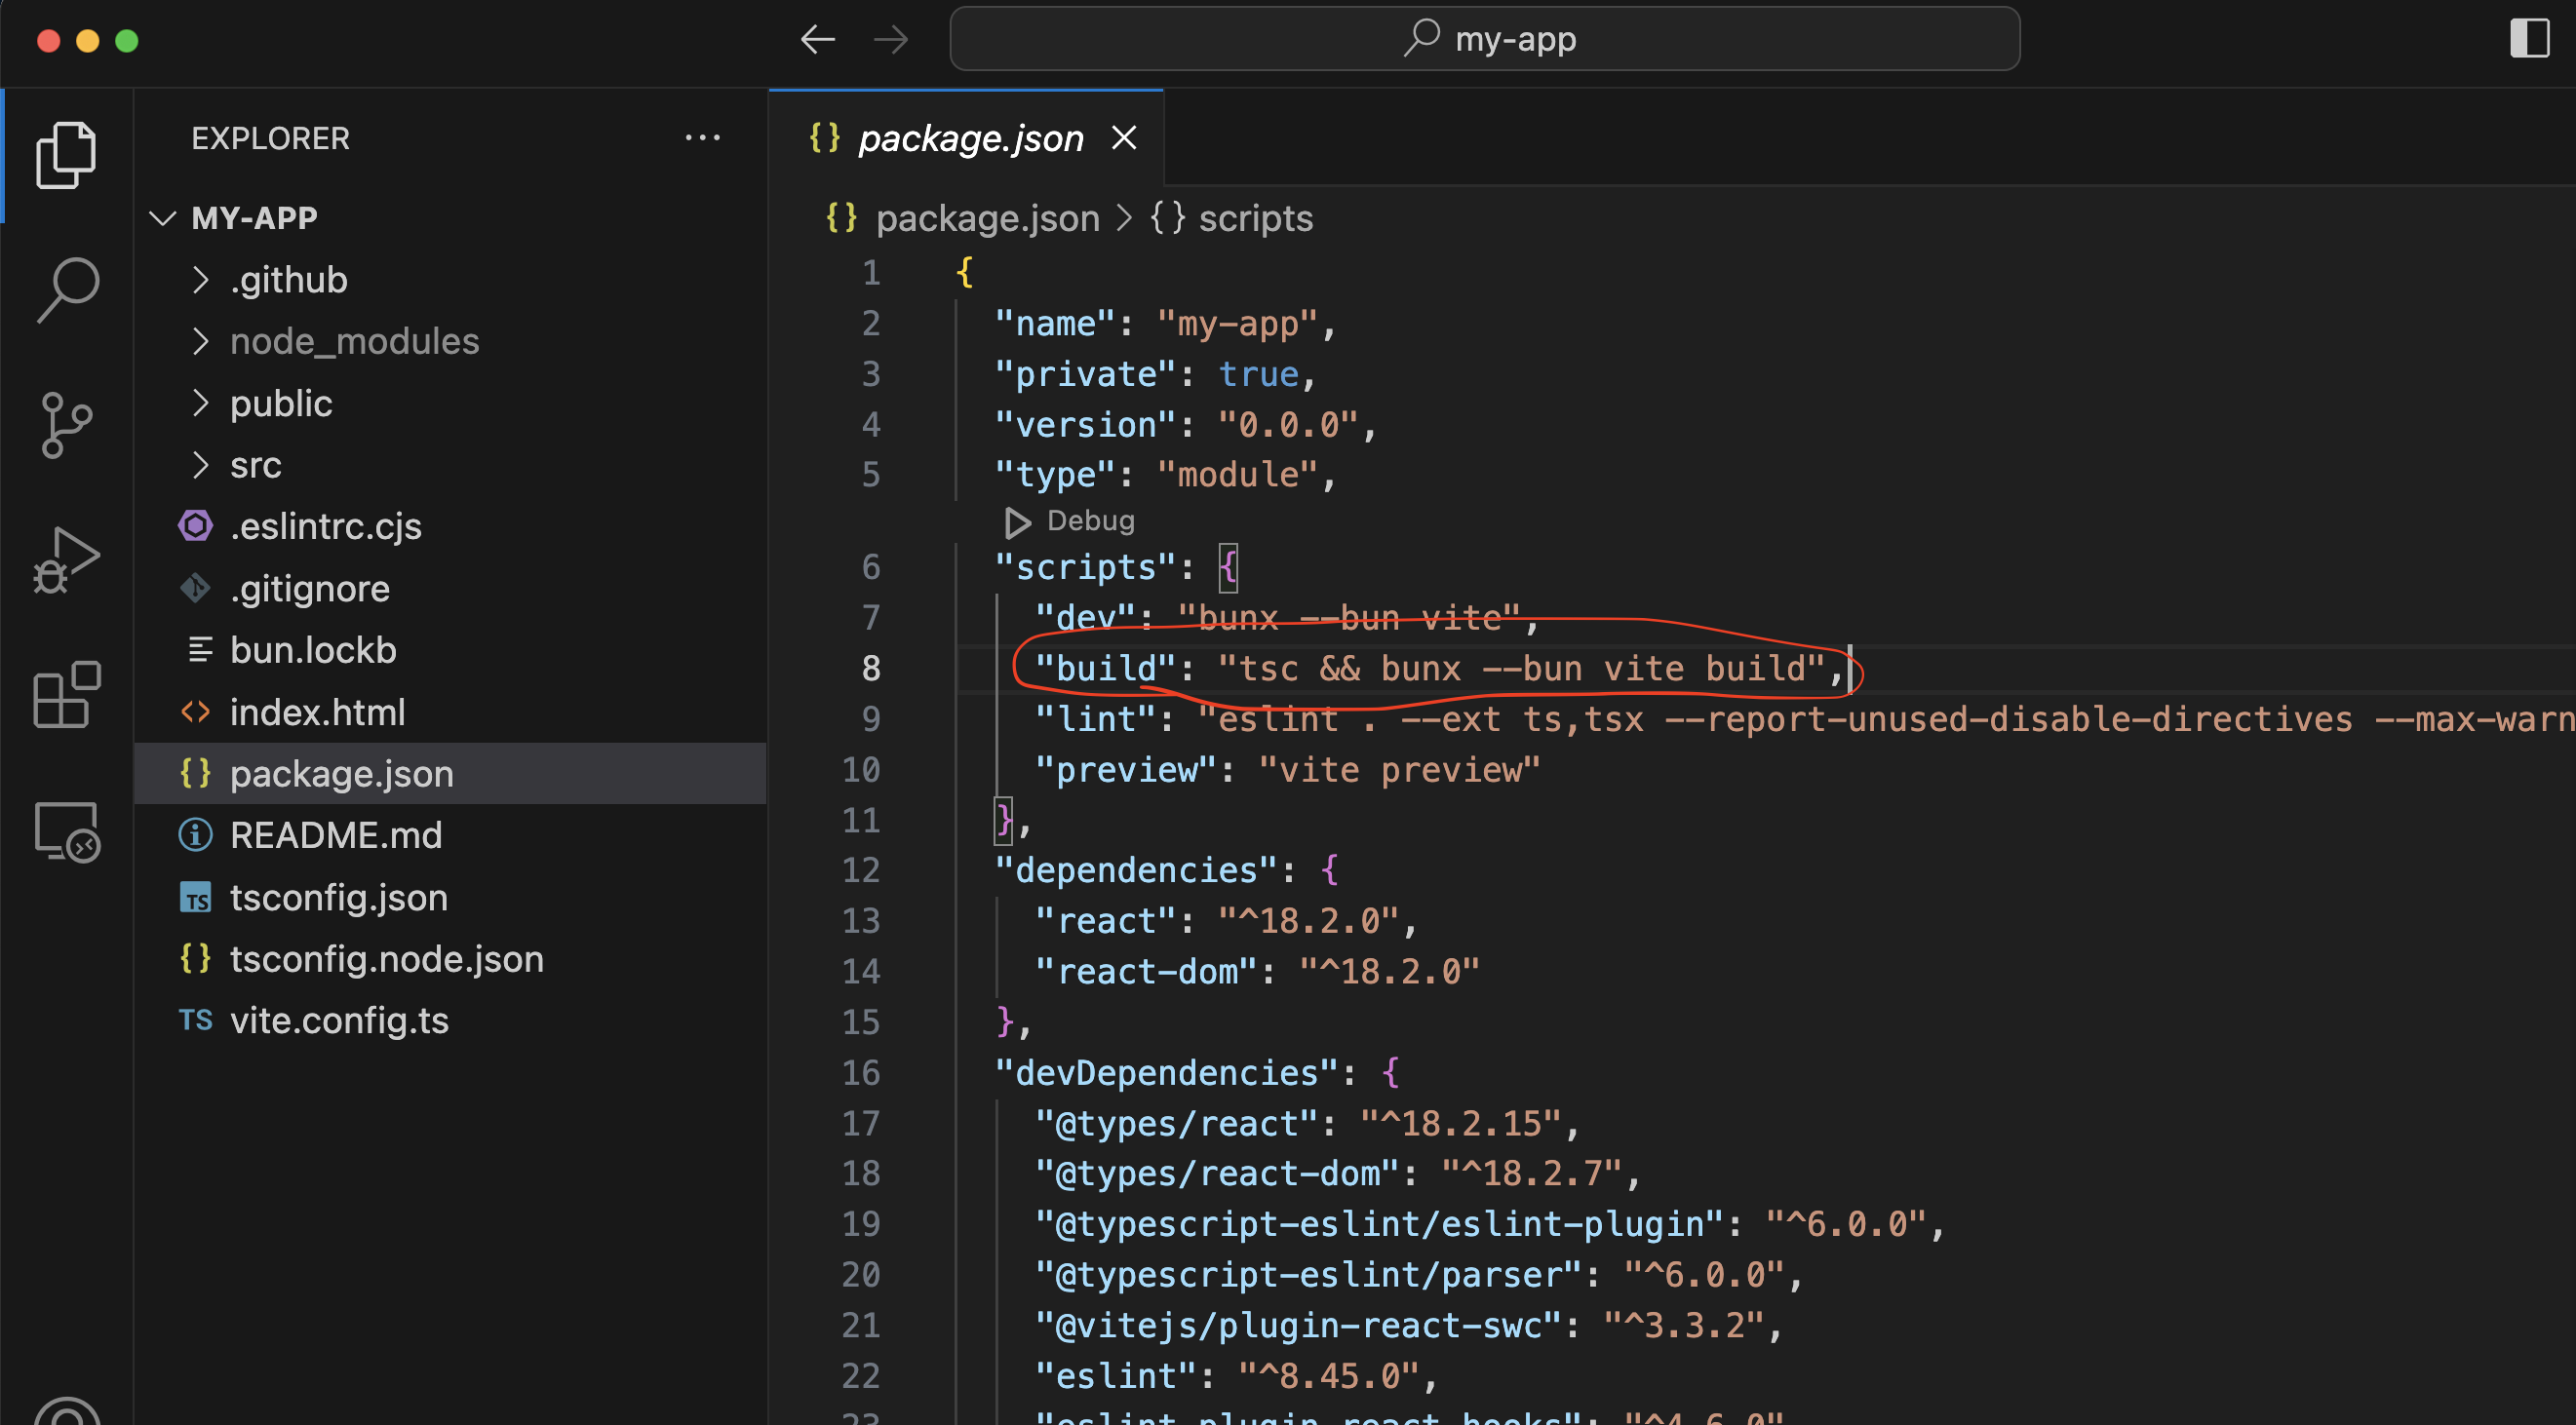 my-app
EXPLORER
MY-APP
.github
node_modules
public
src
.eslintrc.cjs
.gitignore
bun.lockb
index.html
package.json
README.md
tsconfig.json
tsconfig.node.json
TS vite.config.ts
package.json
package.json > {} scripts
1 {
2 "name": "my-app",
3 "private": true,
4 "version": "0.0.0",
5 "type": "module",
Debug
6 "scripts": {
7 "dev": "bunx --bun vite",
8 "build": "tsc && bunx --bun vite build",
9 "lint": "eslint . --ext ts,tsx --report-unused-disable-directives --max-warn
10 "preview": "vite preview"
11 },
12 "dependencies": {
13 "react": "^18.2.0",
14 "react-dom": "^18.2.0"
15 },
16 "devDependencies": {
17 "@types/react": "^18.2.15",
18 "@types/react-dom": "^18.2.7",
19 "@typescript-eslint/eslint-plugin": "^6.0.0",
20 "@typescript-eslint/parser": "^6.0.0",
21 "@vitejs/plugin-react-swc": "^3.3.2",
22 "eslint": "^8.45.0",